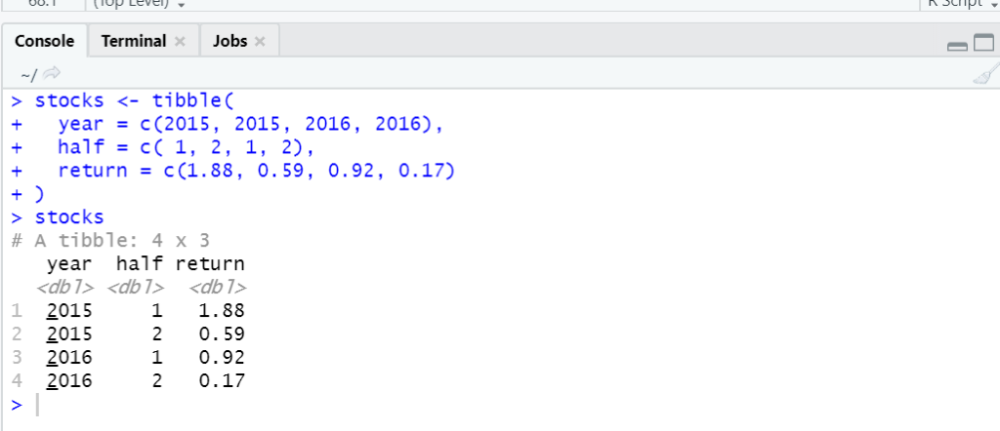 68:1 (Top Level) R Script
Console Terminal Jobs
~/
> stocks <- tibble(
+   year = c(2015, 2015, 2016, 2016),
+   half = c( 1, 2, 1, 2),
+   return = c(1.88, 0.59, 0.92, 0.17)
+ )
> stocks
# A tibble: 4 x 3
   year  half return
  <dbl> <dbl>  <dbl>
1  2015     1   1.88
2  2015     2   0.59
3  2016     1   0.92
4  2016     2   0.17
>